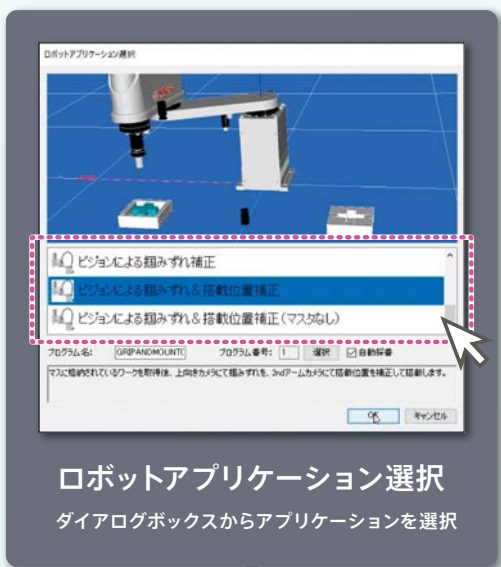 ロボットアプリケーション選択
ビジョンによる掴みずれ補正
ビジョンによる掴みずれ&搭載位置補正
ビジョンによる掴みずれ&搭載位置補正(マスタなし)
プログラム名: GRIPANDMOUNTC プログラム番号: 1 選択 自動採番
マスに格納されているワークを取得後、上向きカメラにて掴みずれを、2ndアームカメラにて搭載位置を補正して搭載します。
OK キャンセル
ロボットアプリケーション選択
ダイアログボックスからアプリケーションを選択